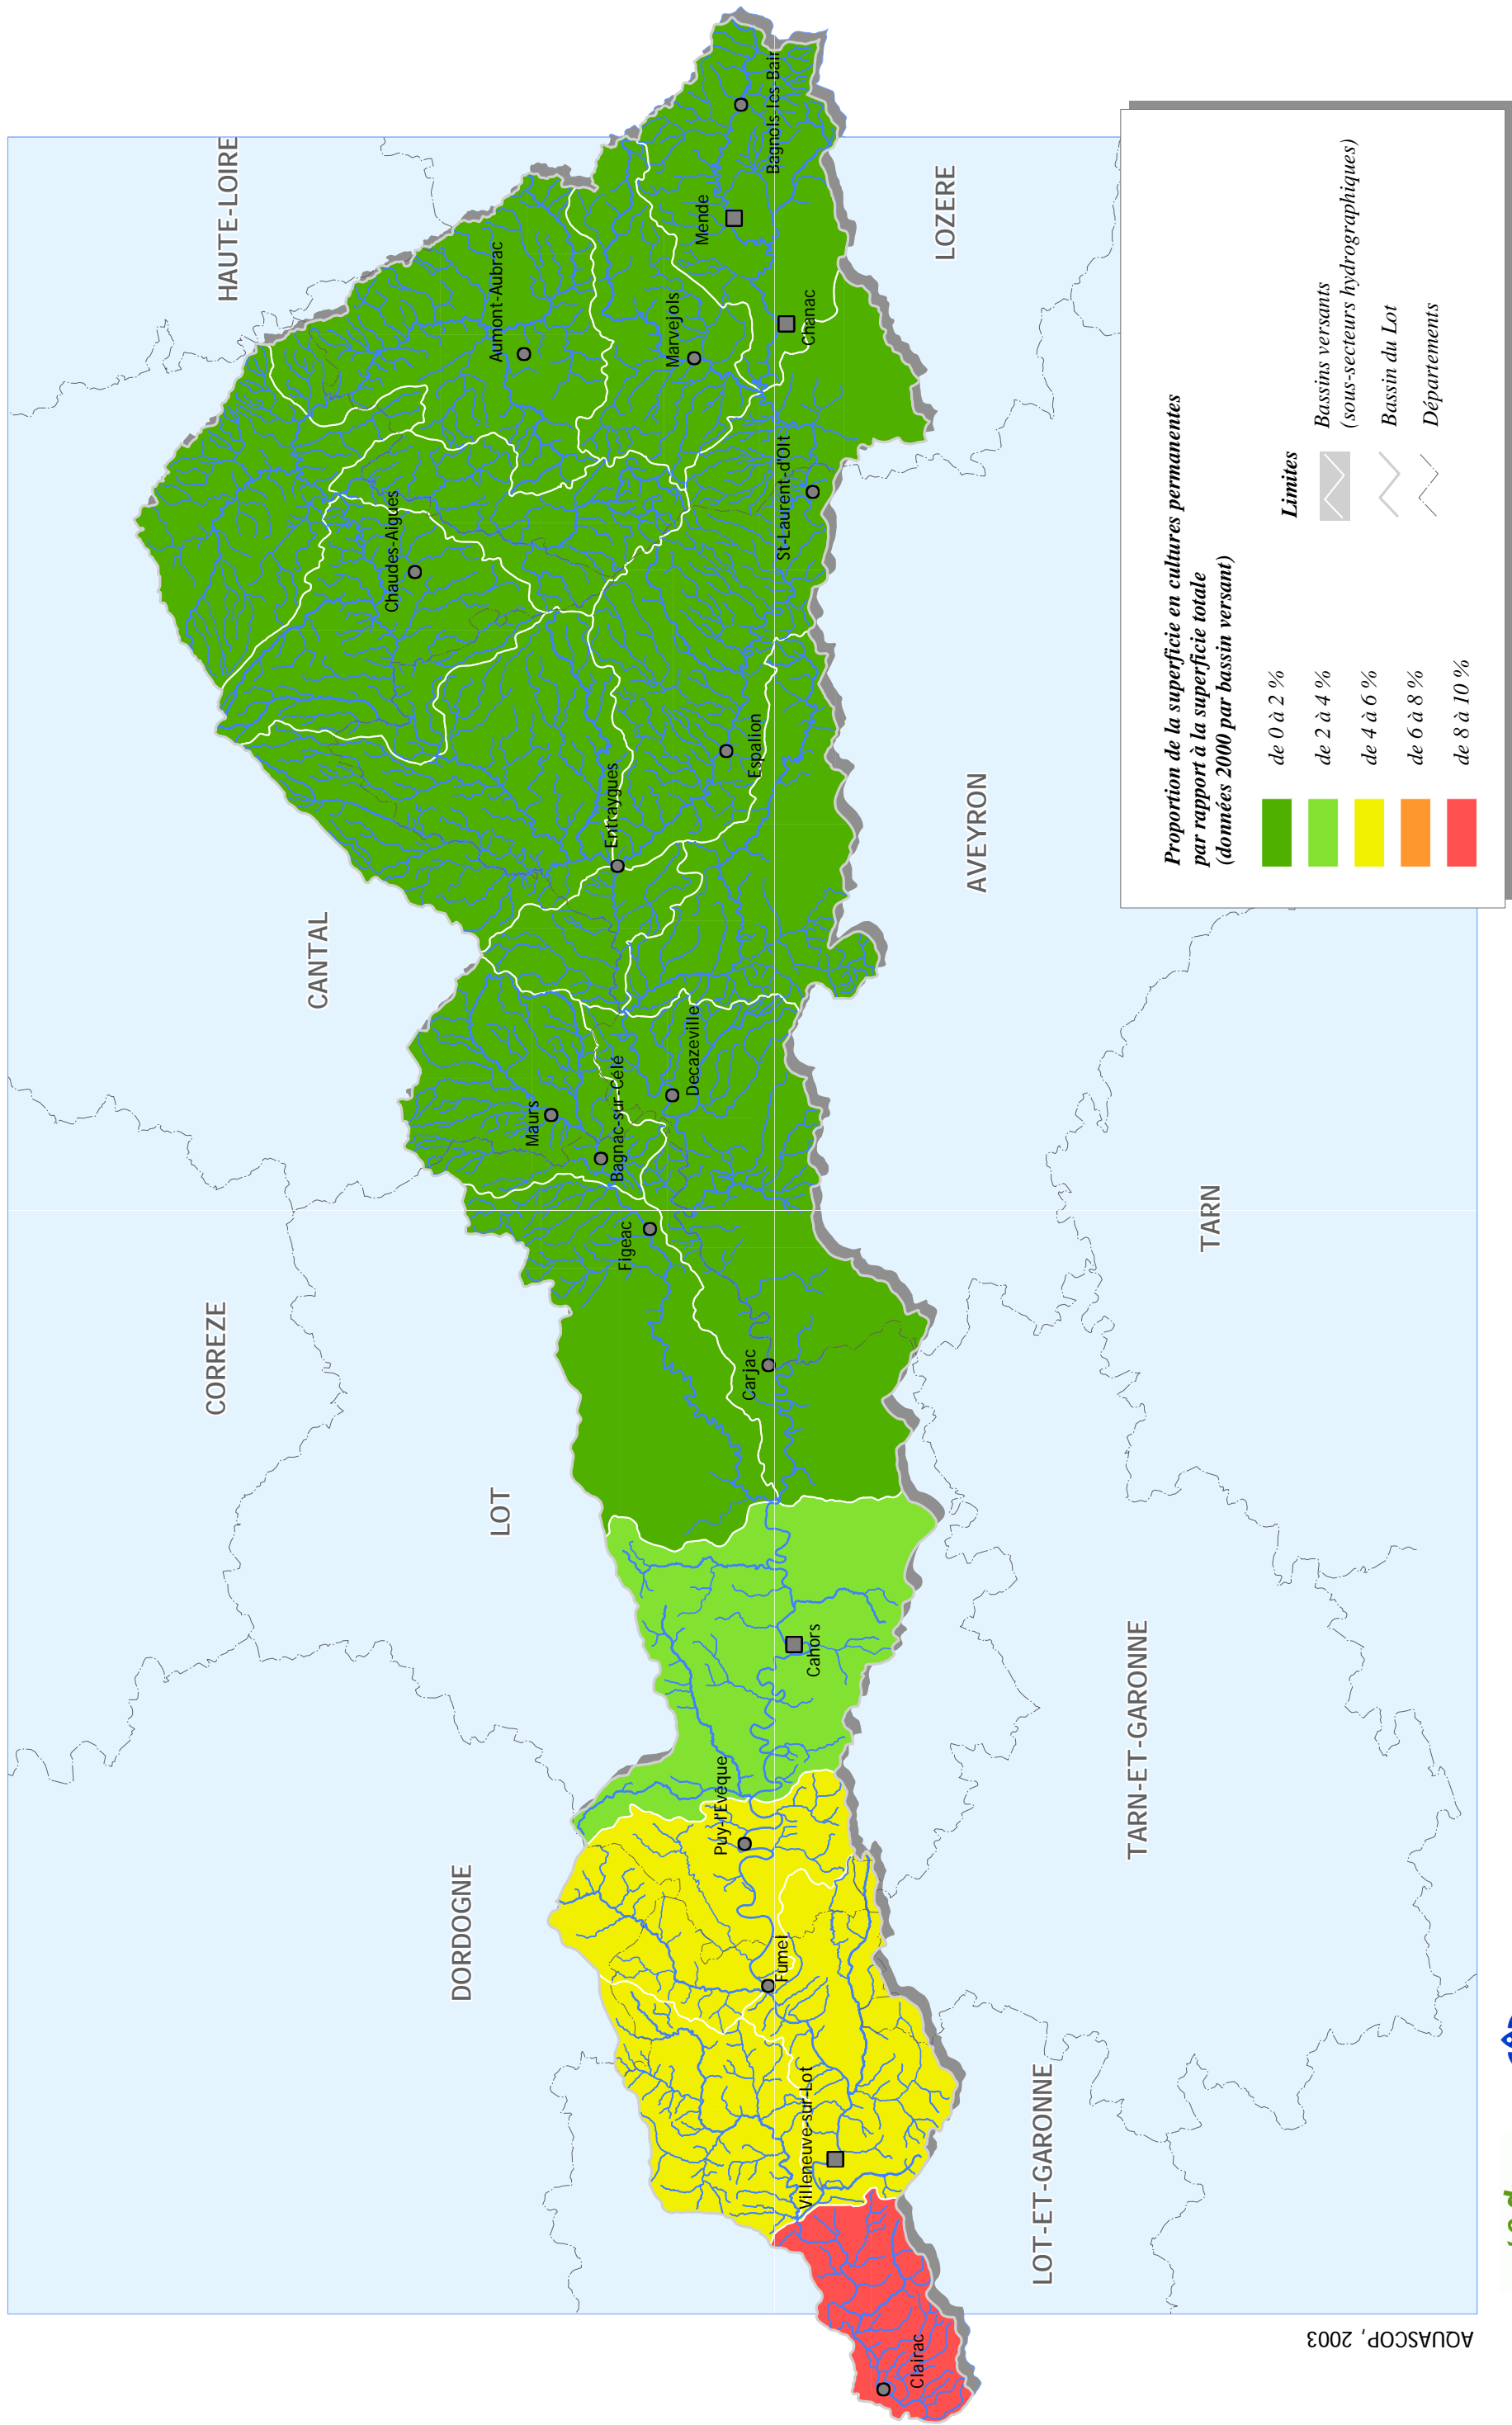 HAUTE-LOIRE
CANTAL
CORREZE
LOT
DORDOGNE
LOZERE
AVEYRON
TARN
TARN-ET-GARONNE
LOT-ET-GARONNE
Bagnols les Bain
Mende
Chanac
Marvejols
Aumont-Aubrac
St-Laurent-d'Olt
Chaudes-Aigues
Espalion
Entraygues
Decazeville
Maurs
Bagnac-sur-Célé
Figeac
Carjac
Cahors
Puy-l'Evêque
Fumel
Villeneuve-sur-Lot
Clairac
Proportion de la superficie en cultures permanentes
par rapport à la superficie totale
(données 2000 par bassin versant)
de 0 à 2 %
de 2 à 4 %
de 4 à 6 %
de 6 à 8 %
de 8 à 10 %
Limites
Bassins versants
(sous-secteurs hydrographiques)
Bassin du Lot
Départements
AQUASCOP, 2003